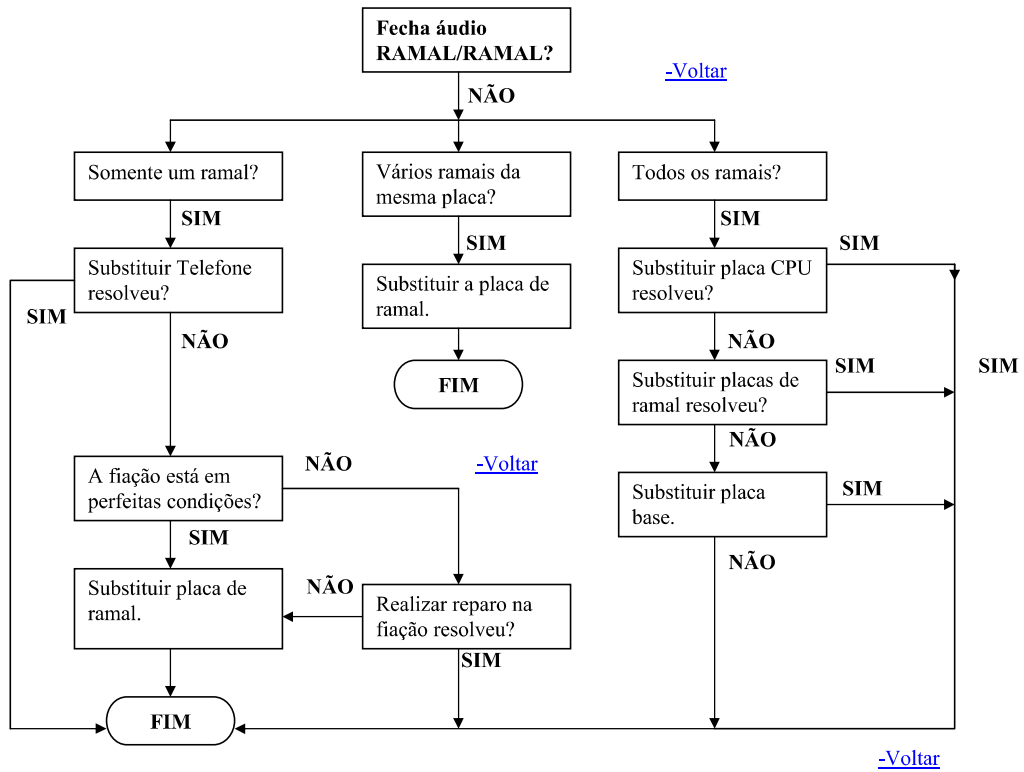 Fecha áudio
RAMAL/RAMAL?
-Voltar
NÃO
Somente um ramal?
Vários ramais da
mesma placa?
Todos os ramais?
SIM
SIM
SIM
SIM
Substituir Telefone
resolveu?
Substituir a placa de
ramal.
Substituir placa CPU
resolveu?
SIM
NÃO
NÃO
FIM
Substituir placas de
ramal resolveu?
SIM
SIM
NÃO
A fiação está em
perfeitas condições?
NÃO
-Voltar
Substituir placa
base.
SIM
SIM
NÃO
Substituir placa de
ramal.
NÃO
Realizar reparo na
fiação resolveu?
SIM
FIM
-Voltar